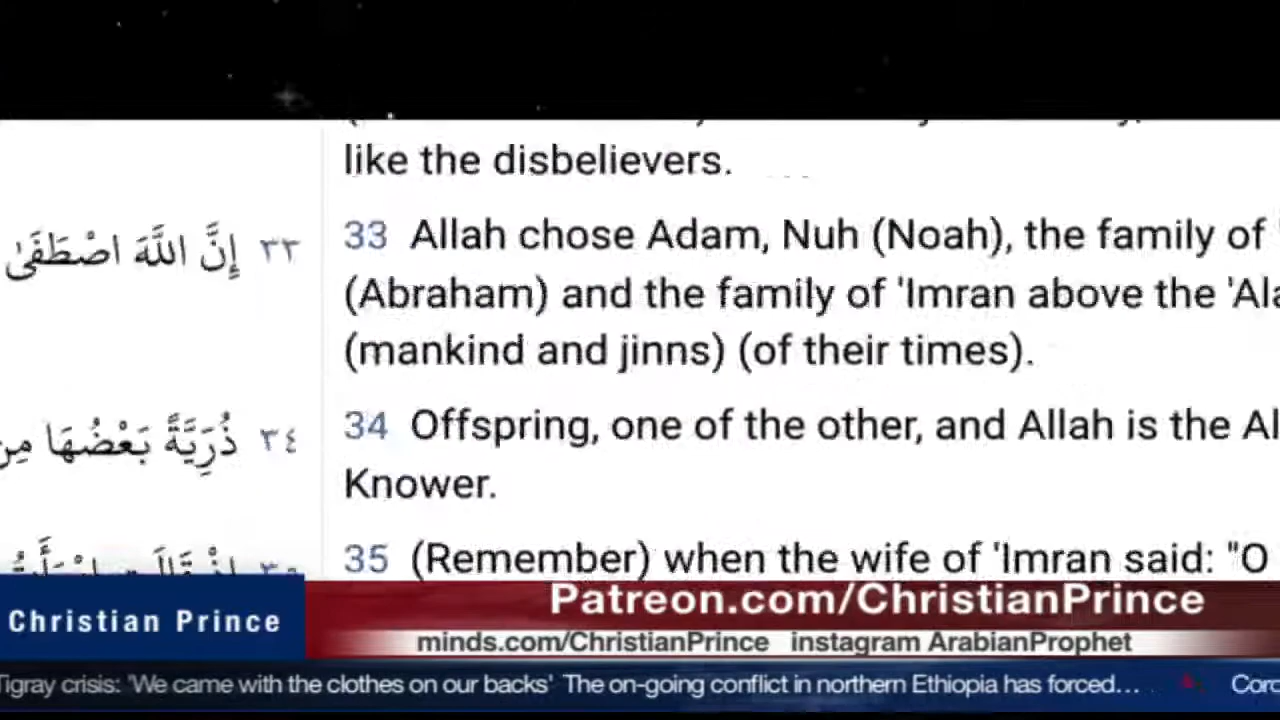 like the disbelievers.
٣٣ إِنَّ اللَّهَ اصْطَفَىٰ
33 Allah chose Adam, Nuh (Noah), the family of
(Abraham) and the family of 'Imran above the
(mankind and jinns) (of their times).
٣٤ ذُرِّيَّةً بَعْضُهَا مِن
34 Offspring, one of the other, and Allah is the
Knower.
35 (Remember) when the wife of 'Imran said: "O
Christian Prince
Patreon.com/ChristianPrince
minds.com/ChristianPrince instagram ArabianProphet
Tigray crisis: 'We came with the clothes on our backs' The on-going conflict in northern Ethiopia has forced...